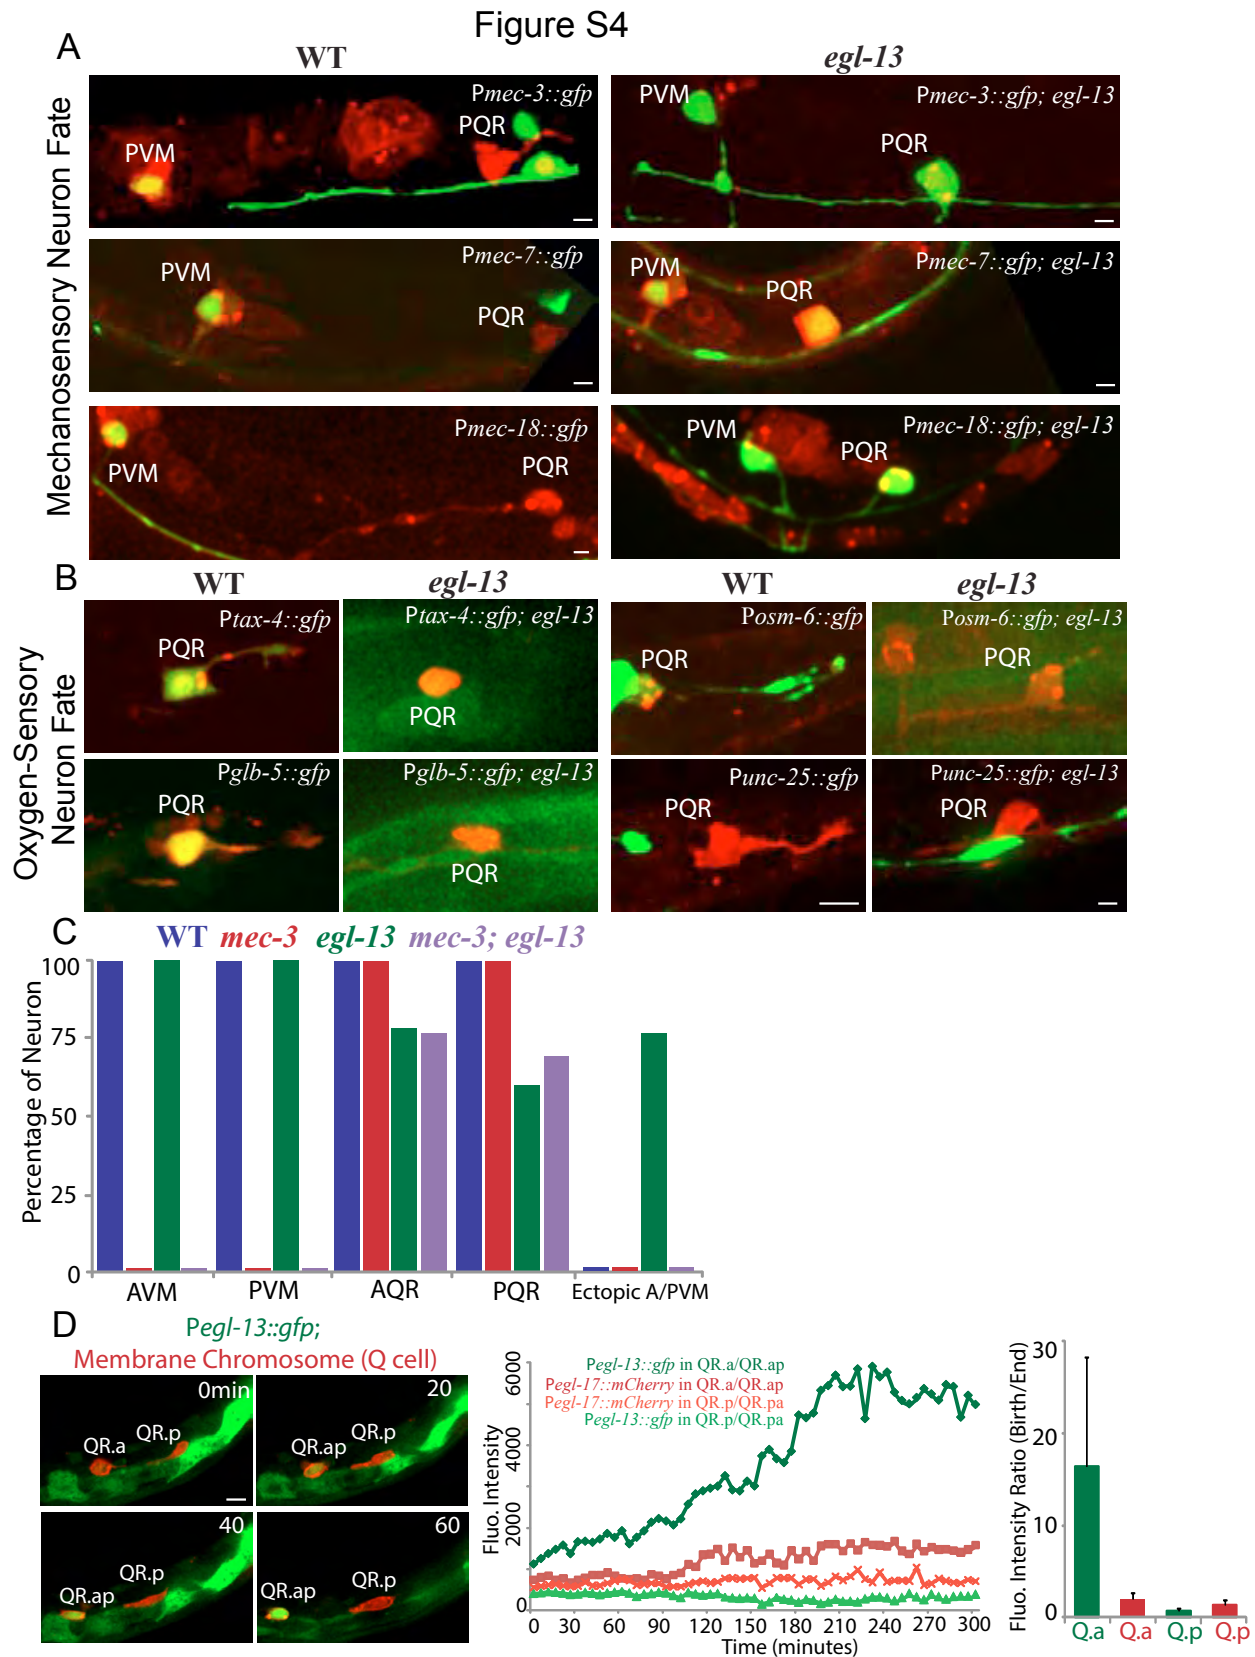 Figure S4
A
WT
egl-13
Mechanosensory Neuron Fate
Pmec-3::gfp
PVM
PQR
Pmec-3::gfp; egl-13
PVM
PQR
Pmec-7::gfp
PVM
PQR
Pmec-7::gfp; egl-13
PVM
PQR
Pmec-18::gfp
PVM
PQR
Pmec-18::gfp; egl-13
PVM
PQR
B
WT
egl-13
WT
egl-13
Oxygen-Sensory
Neuron Fate
Ptax-4::gfp
PQR
Ptax-4::gfp; egl-13
PQR
Posm-6::gfp
PQR
Posm-6::gfp; egl-13
PQR
Pglb-5::gfp
PQR
Pglb-5::gfp; egl-13
PQR
Punc-25::gfp
PQR
Punc-25::gfp; egl-13
PQR
C
WT mec-3 egl-13 mec-3; egl-13
Percentage of Neuron
100
75
50
25
0
AVM PVM AQR PQR Ectopic A/PVM
D
Pegl-13::gfp;
Membrane Chromosome (Q cell)
0min
QR.a QR.p
20
QR.ap QR.p
40
QR.ap QR.p
60
QR.ap QR.p
Fluo. Intensity
6000
4000
2000
0
Pegl-13::gfp in QR.a/QR.ap
Pegl-17::mCherry in QR.a/QR.ap
Pegl-17::mCherry in QR.p/QR.pa
Pegl-13::gfp in QR.p/QR.pa
0 30 60 90 120 150 180 210 240 270 300
Time (minutes)
Fluo. Intensity Ratio (Birth/End)
30
20
10
0
Q.a Q.a Q.p Q.p